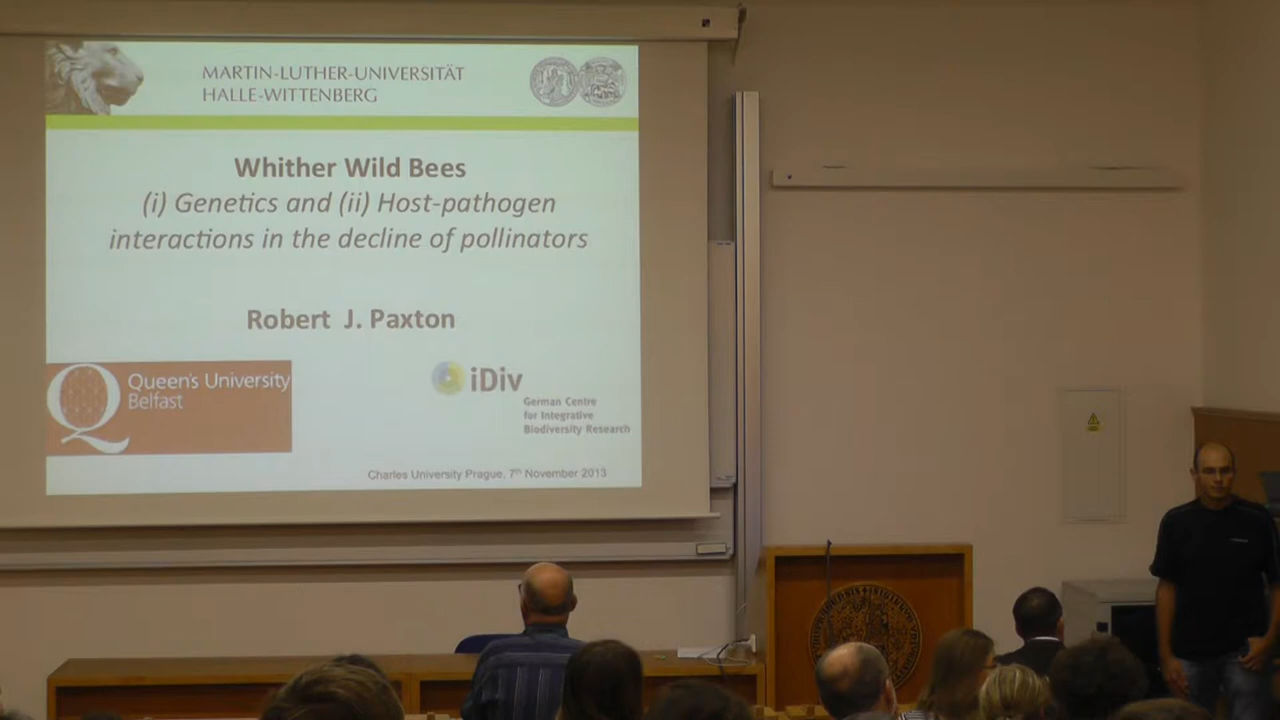 MARTIN-LUTHER-UNIVERSITÄT
HALLE-WITTENBERG
Whither Wild Bees
(i) Genetics and (ii) Host-pathogen
interactions in the decline of pollinators
Robert J. Paxton
Queen's University
Belfast
iDiv
German Centre
for Integrative
Biodiversity Research
Charles University Prague, 7th November 2013